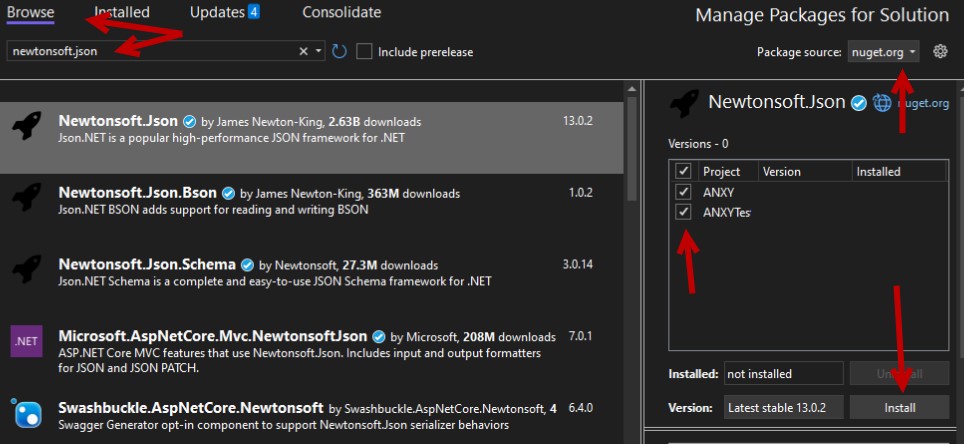 Browse Installed Updates 4 Consolidate Manage Packages for Solution
newtonsoft.json Include prerelease Package source: nuget.org
Newtonsoft.Json by James Newton-King, 2.63B downloads 13.0.2
Json.NET is a popular high-performance JSON framework for .NET
Newtonsoft.Json.Bson by James Newton-King, 363M downloads 1.0.2
Json.NET BSON adds support for reading and writing BSON
Newtonsoft.Json.Schema by Newtonsoft, 27.3M downloads 3.0.14
Json.NET Schema is a complete and easy-to-use JSON Schema framework for .NET
.NET
Microsoft.AspNetCore.Mvc.NewtonsoftJson by Microsoft, 208M downloads 7.0.1
ASP.NET Core MVC features that use Newtonsoft.Json. Includes input and output formatters
for JSON and JSON PATCH.
Swashbuckle.AspNetCore.Newtonsoft by Swashbuckle.AspNetCore.Newtonsoft, 4 6.4.0
Swagger Generator opt-in component to support Newtonsoft.Json serializer behaviors
Newtonsoft.Json nuget.org
Versions - 0
Project Version Installed
ANXY
ANXYTes
Installed: not installed Uninstall
Version: Latest stable 13.0.2 Install